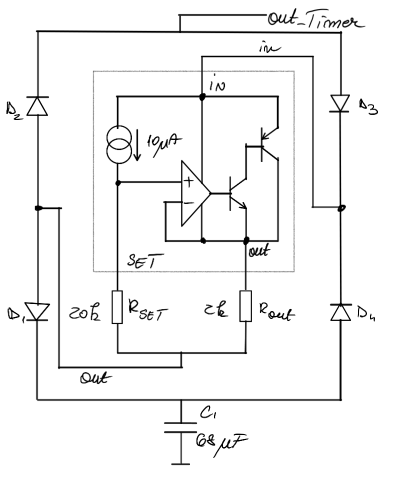 out_Timer
in
iN
D2
D3
10µA
+
-
SET
out
D1
20k
RSET
2k
Rout
D4
out
C1
68µF